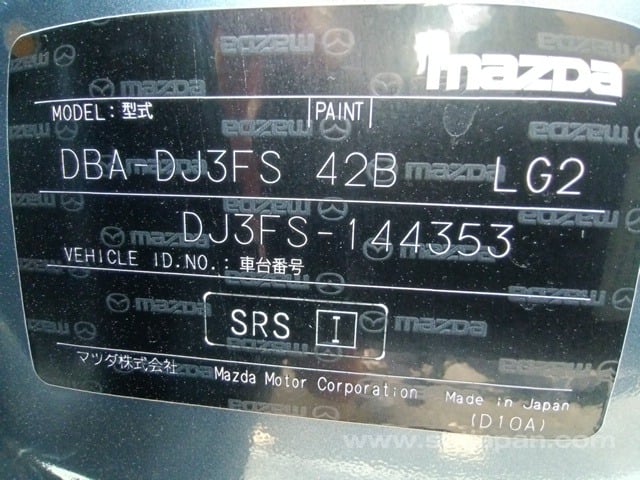 mazda
MODEL: 型式 PAINT
DBA-DJ3FS 42B LG2
DJ3FS-144353
VEHICLE ID.NO.: 車台番号
SRS I
マツダ株式会社 Mazda Motor Corporation Made in Japan
(D10A)